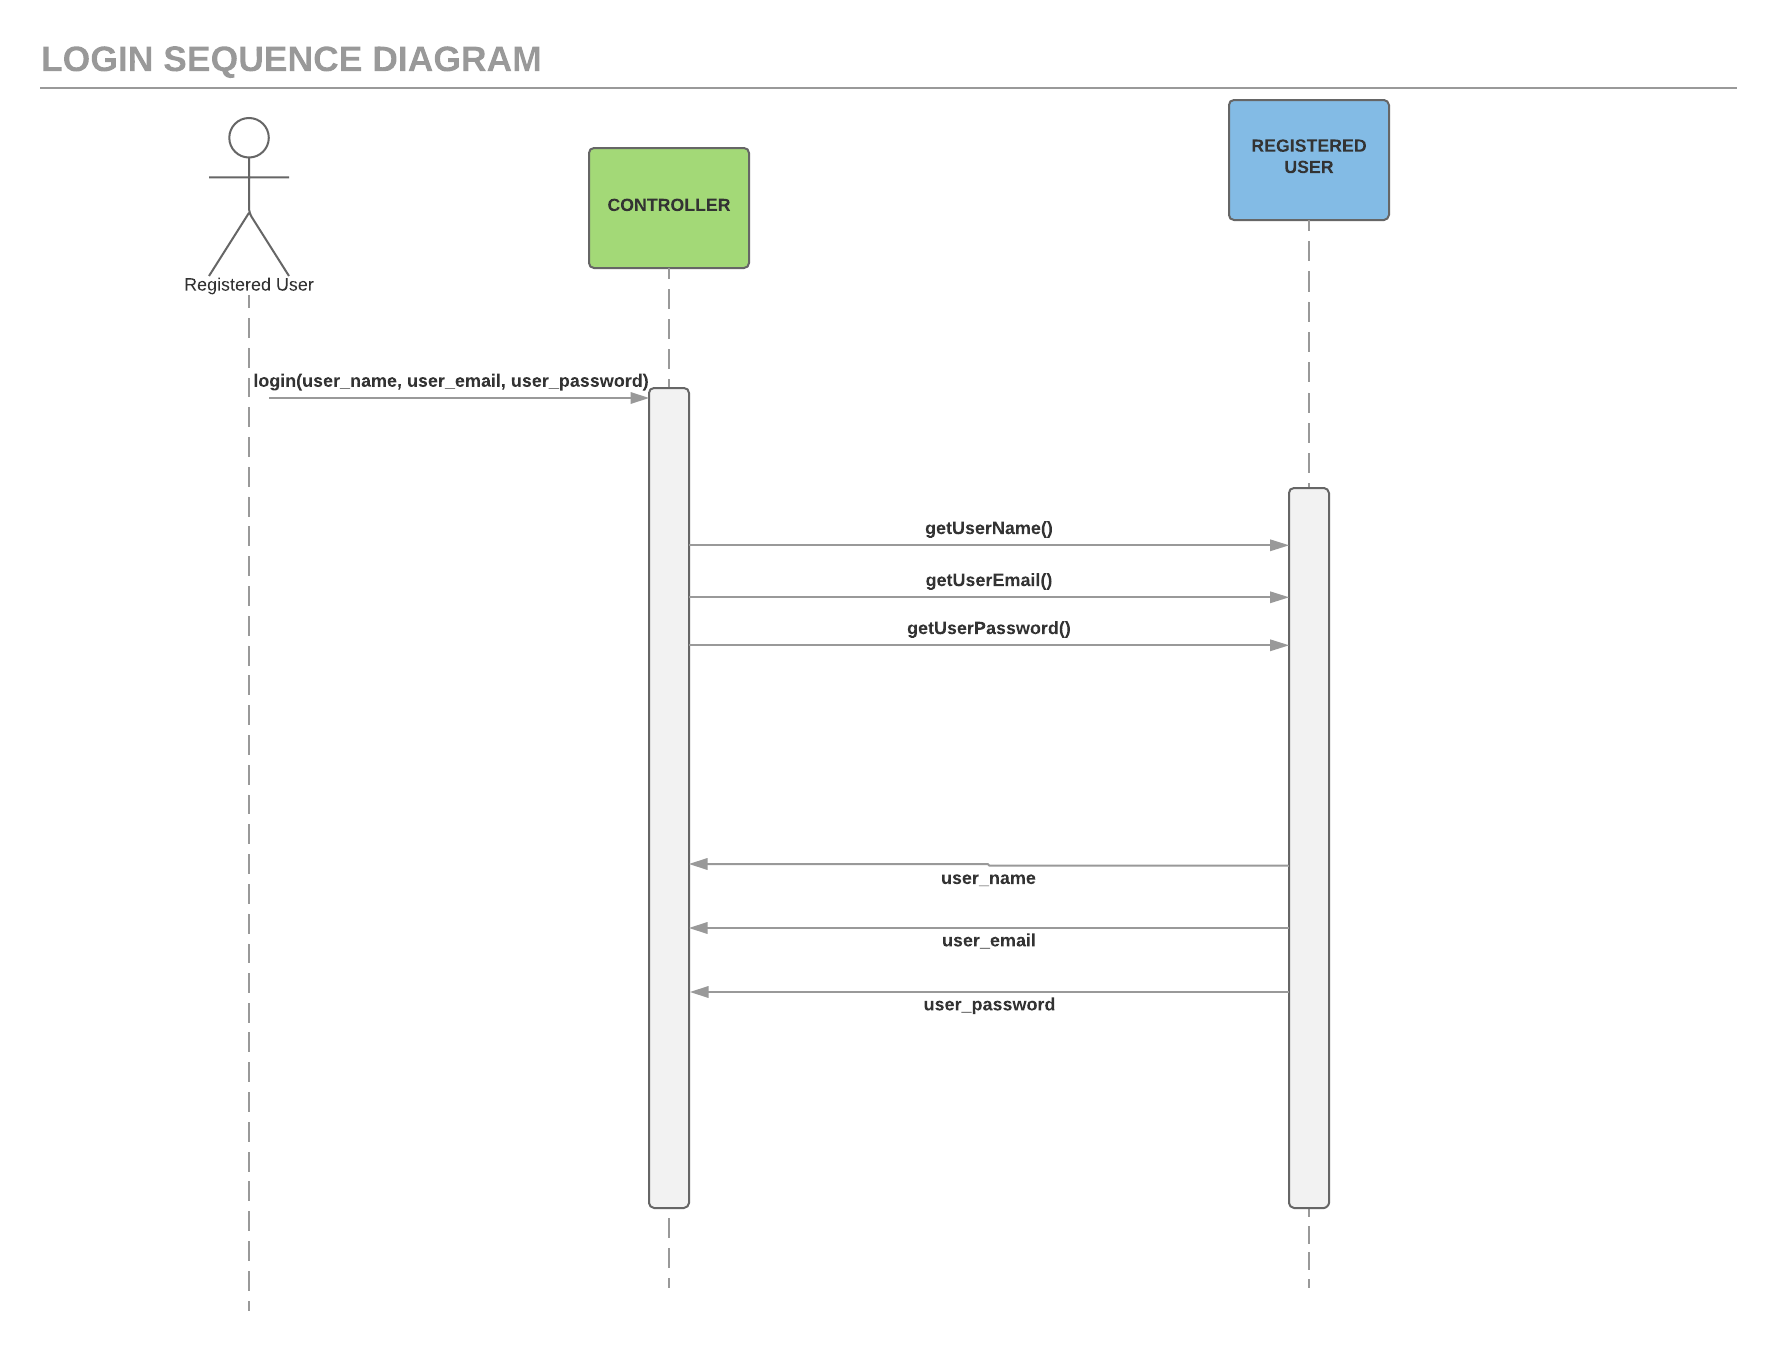 LOGIN SEQUENCE DIAGRAM
REGISTERED
USER
CONTROLLER
Registered User
login(user_name, user_email, user_password)
getUserName()
getUserEmail()
getUserPassword()
user_name
user_email
user_password